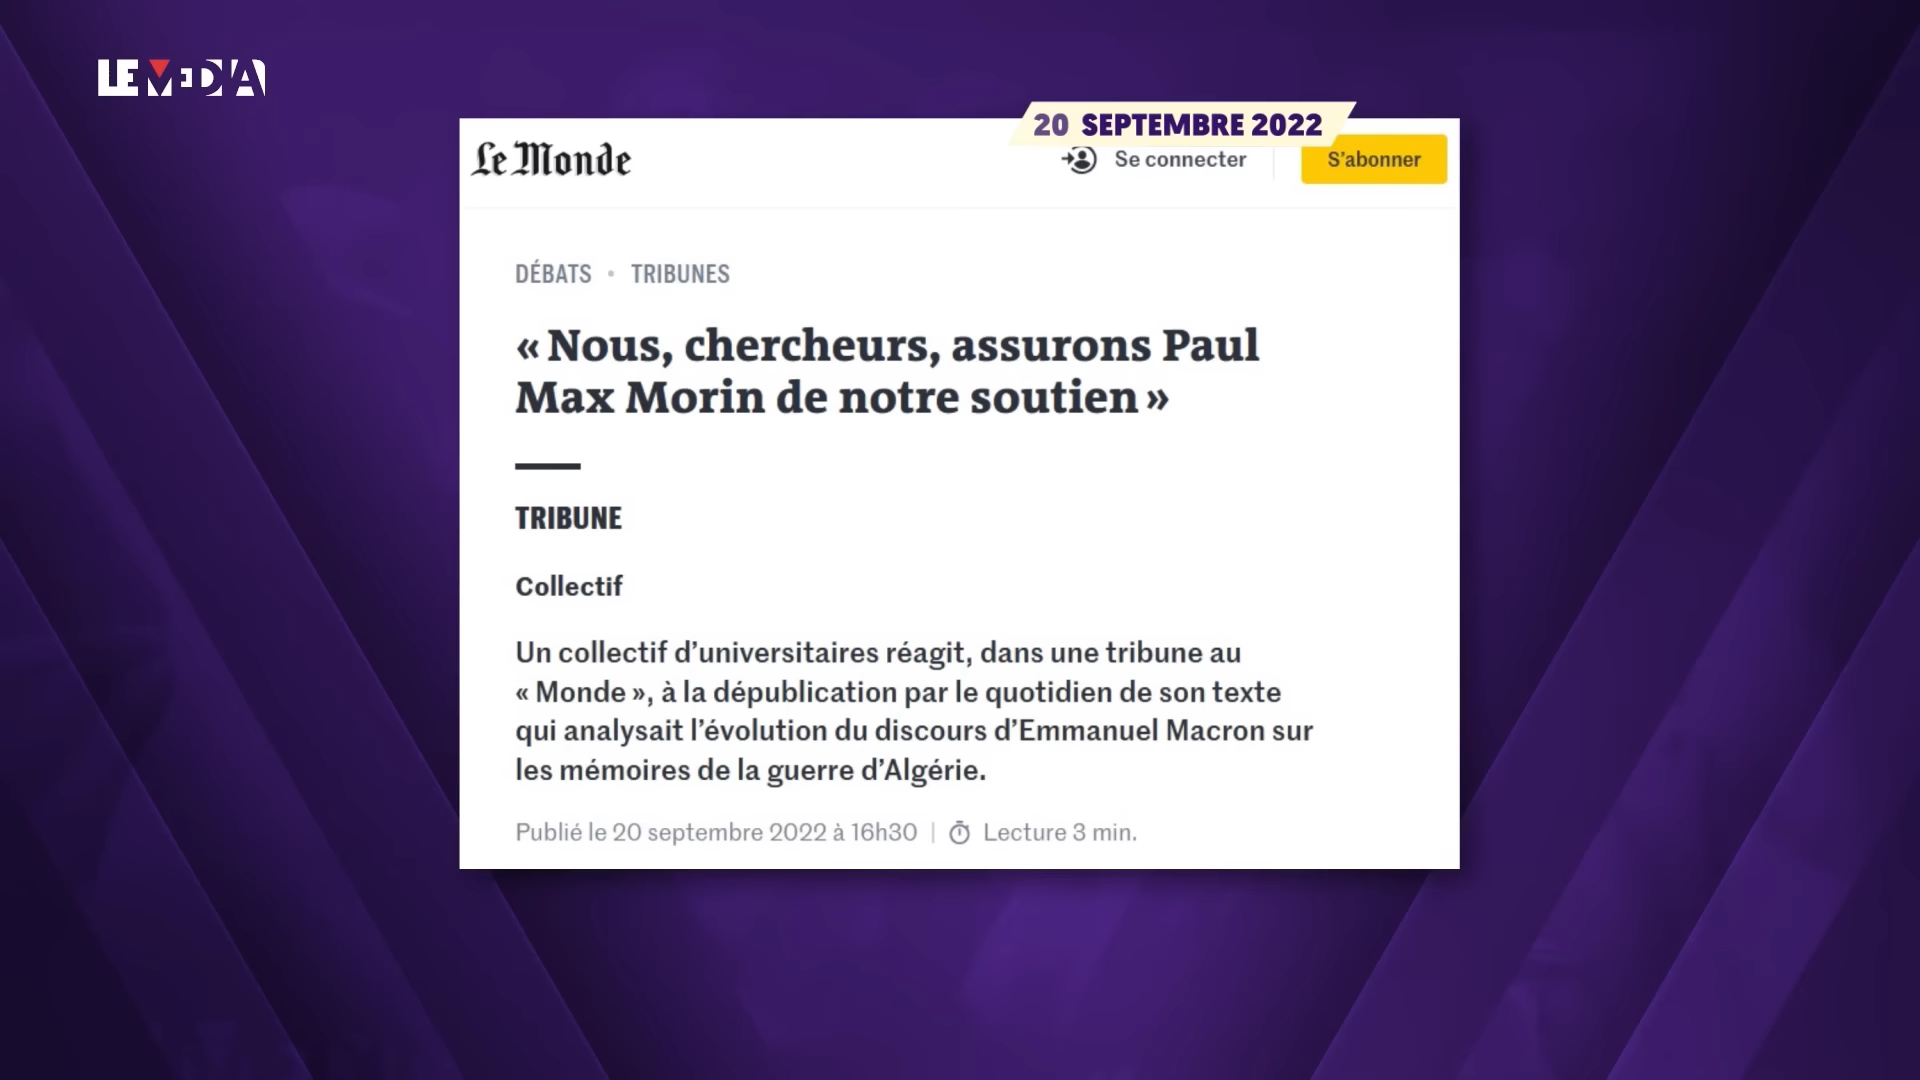 LE MEDIA
20 SEPTEMBRE 2022
Le Monde
Se connecter
S'abonner
DÉBATS • TRIBUNES
« Nous, chercheurs, assurons Paul
Max Morin de notre soutien »
TRIBUNE
Collectif
Un collectif d’universitaires réagit, dans une tribune au
« Monde », à la dépublication par le quotidien de son texte
qui analysait l’évolution du discours d’Emmanuel Macron sur
les mémoires de la guerre d’Algérie.
Publié le 20 septembre 2022 à 16h30 | Lecture 3 min.